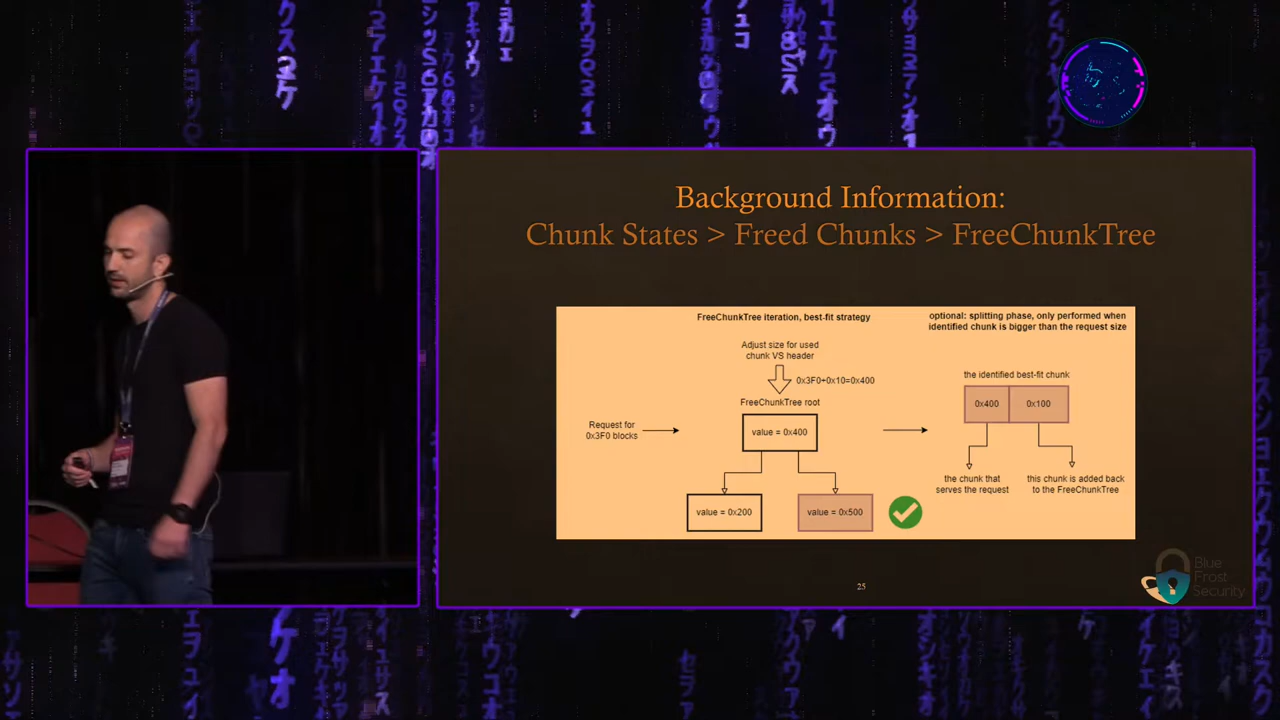 Background Information:
Chunk States > Freed Chunks > FreeChunkTree
FreeChunkTree iteration, best-fit strategy
optional: splitting phase, only performed when
identified chunk is bigger than the request size
Adjust size for used
chunk VS header
0x3F0+0x10=0x400
FreeChunkTree root
Request for
0x3F0 blocks
value = 0x400
value = 0x200
value = 0x500
the identified best-fit chunk
0x400
0x100
the chunk that
serves the request
this chunk is added back
to the FreeChunkTree
25
Blue
Frost
Security